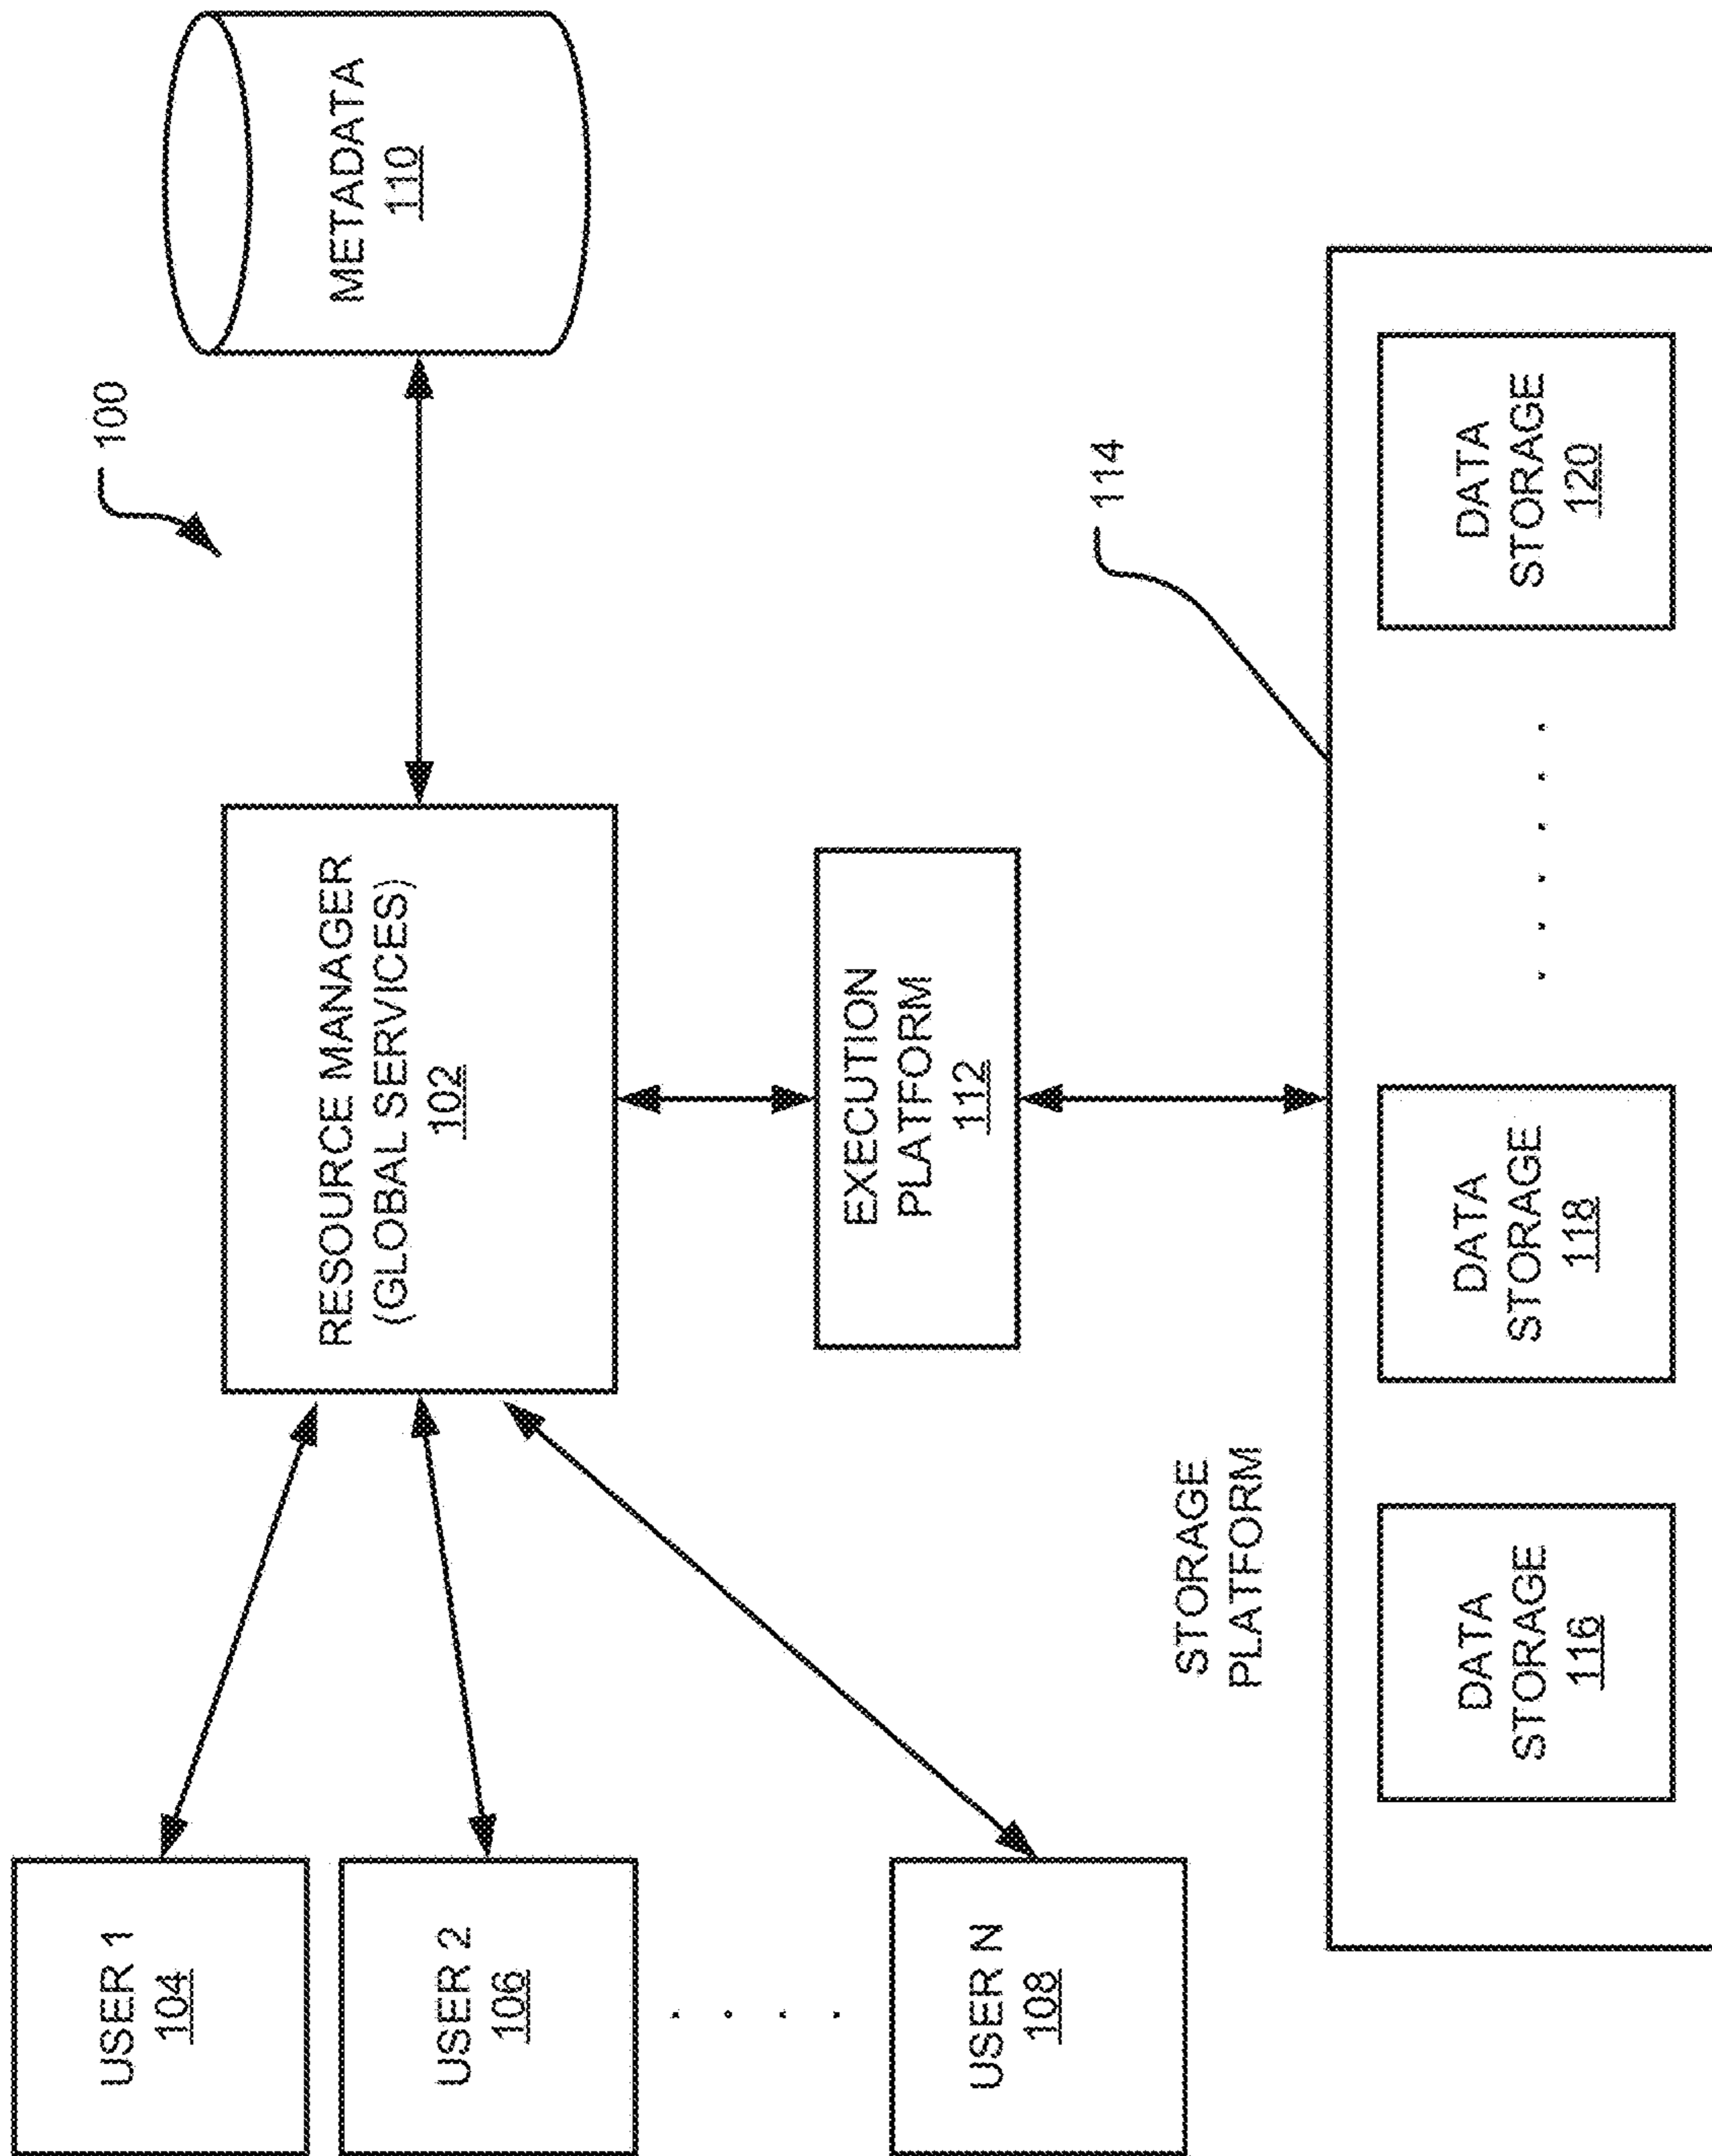 USER 1
104
USER 2
106
. . . .
USER N
108
RESOURCE MANAGER
(GLOBAL SERVICES)
102
100
METADATA
110
EXECUTION
PLATFORM
112
STORAGE
PLATFORM
114
DATA
STORAGE
116
DATA
STORAGE
118
. . . . . .
DATA
STORAGE
120